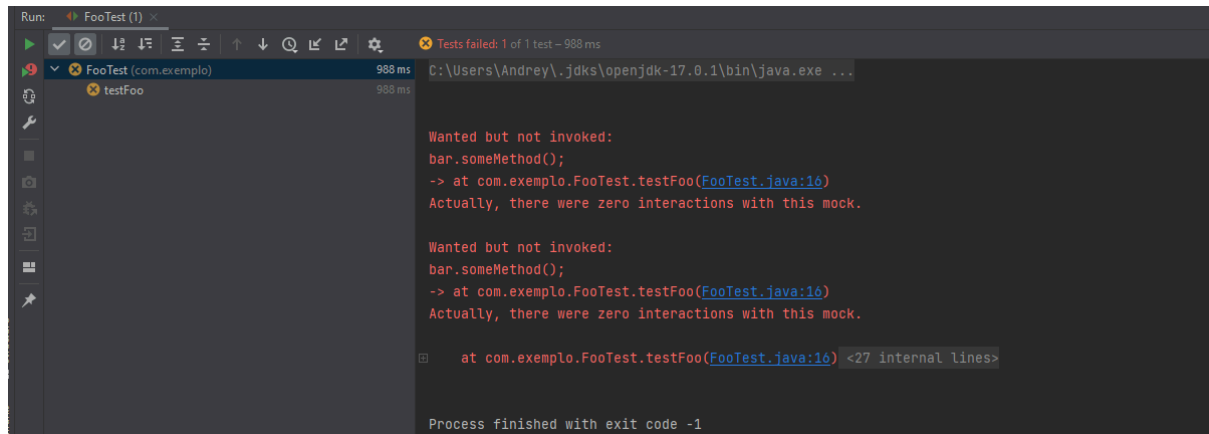 Run: FooTest (1)
Tests failed: 1 of 1 test – 988 ms
FooTest (com.exemplo) 988 ms
testFoo 988 ms
C:\Users\Andrey\.jdks\openjdk-17.0.1\bin\java.exe ...
Wanted but not invoked:
bar.someMethod();
-> at com.exemplo.FooTest.testFoo(FooTest.java:16)
Actually, there were zero interactions with this mock.
Wanted but not invoked:
bar.someMethod();
-> at com.exemplo.FooTest.testFoo(FooTest.java:16)
Actually, there were zero interactions with this mock.
at com.exemplo.FooTest.testFoo(FooTest.java:16) <27 internal lines>
Process finished with exit code -1